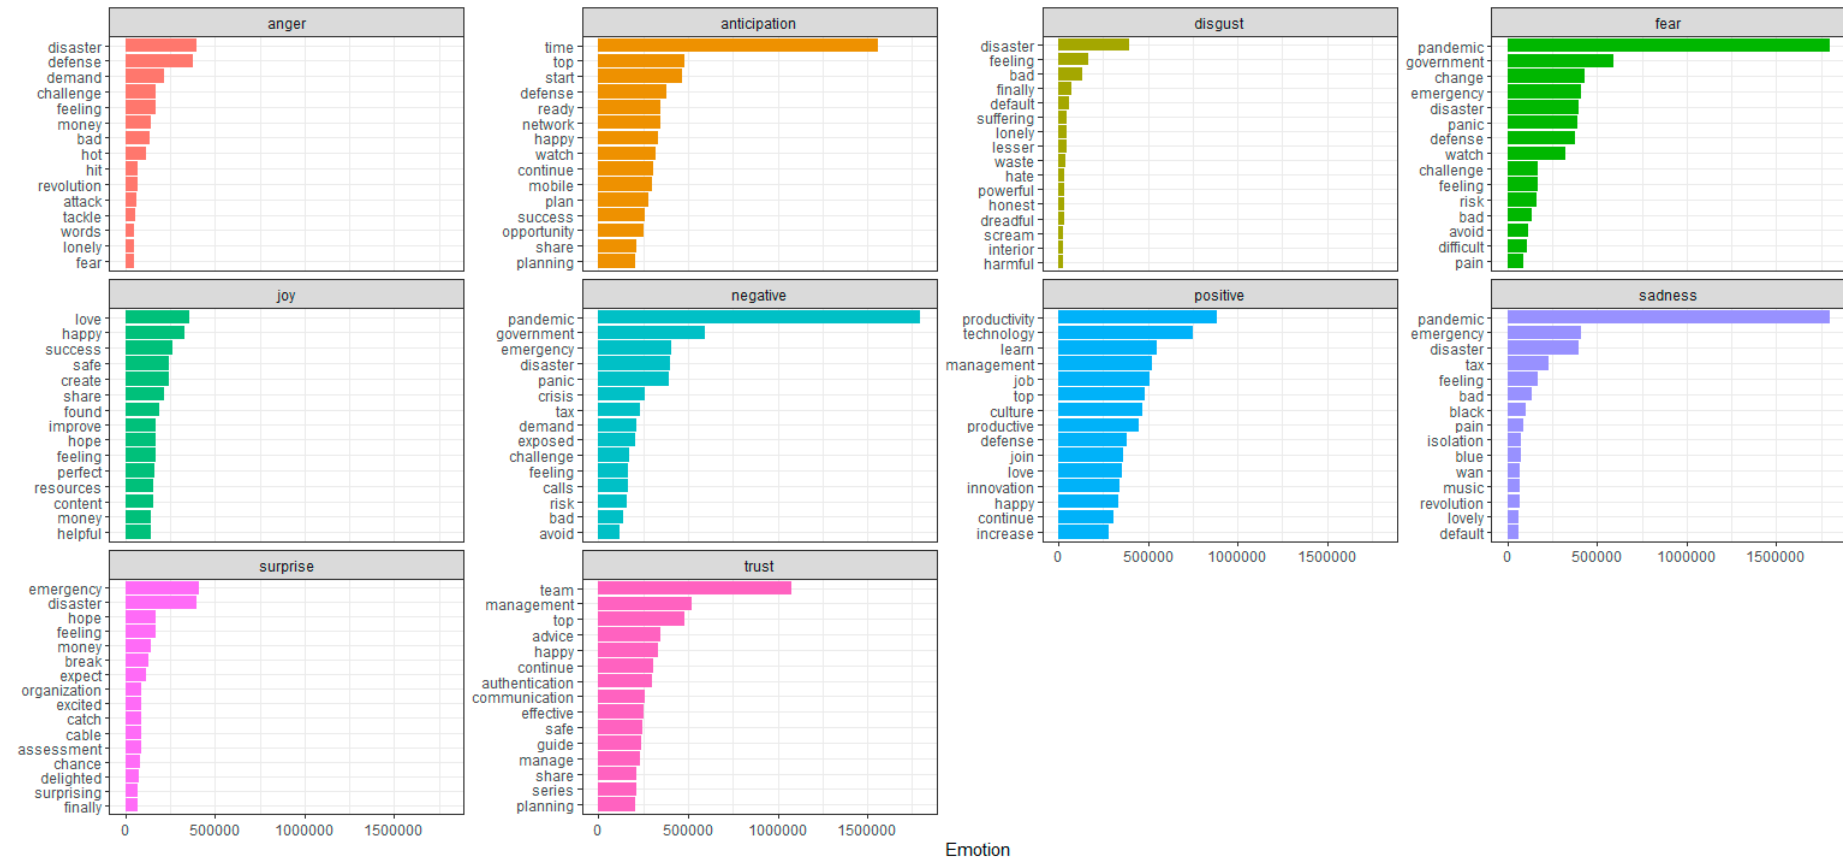 anger
disaster
defense
demand
challenge
feeling
money
bad
hot
hit
revolution
attack
tackle
words
lonely
fear
anticipation
time
top
start
defense
ready
network
happy
watch
continue
mobile
plan
success
opportunity
share
planning
disgust
disaster
feeling
bad
finally
default
suffering
lonely
lesser
waste
hate
powerful
honest
dreadful
scream
interior
harmful
fear
pandemic
government
change
emergency
disaster
panic
defense
watch
challenge
feeling
risk
bad
avoid
difficult
pain
joy
love
happy
success
safe
create
share
found
improve
hope
feeling
perfect
resources
content
money
helpful
negative
pandemic
government
emergency
disaster
panic
crisis
tax
demand
exposed
challenge
feeling
calls
risk
bad
avoid
positive
productivity
technology
learn
management
job
top
culture
productive
defense
join
love
innovation
happy
continue
increase
0 500000 1000000 1500000
sadness
pandemic
emergency
disaster
tax
feeling
bad
black
pain
isolation
blue
wan
music
revolution
lovely
default
0 500000 1000000 1500000
surprise
emergency
disaster
hope
feeling
money
break
expect
organization
excited
catch
cable
assessment
chance
delighted
surprising
finally
0 500000 1000000 1500000
trust
team
management
top
advice
happy
continue
authentication
communication
effective
safe
guide
manage
share
series
planning
0 500000 1000000 1500000
Emotion